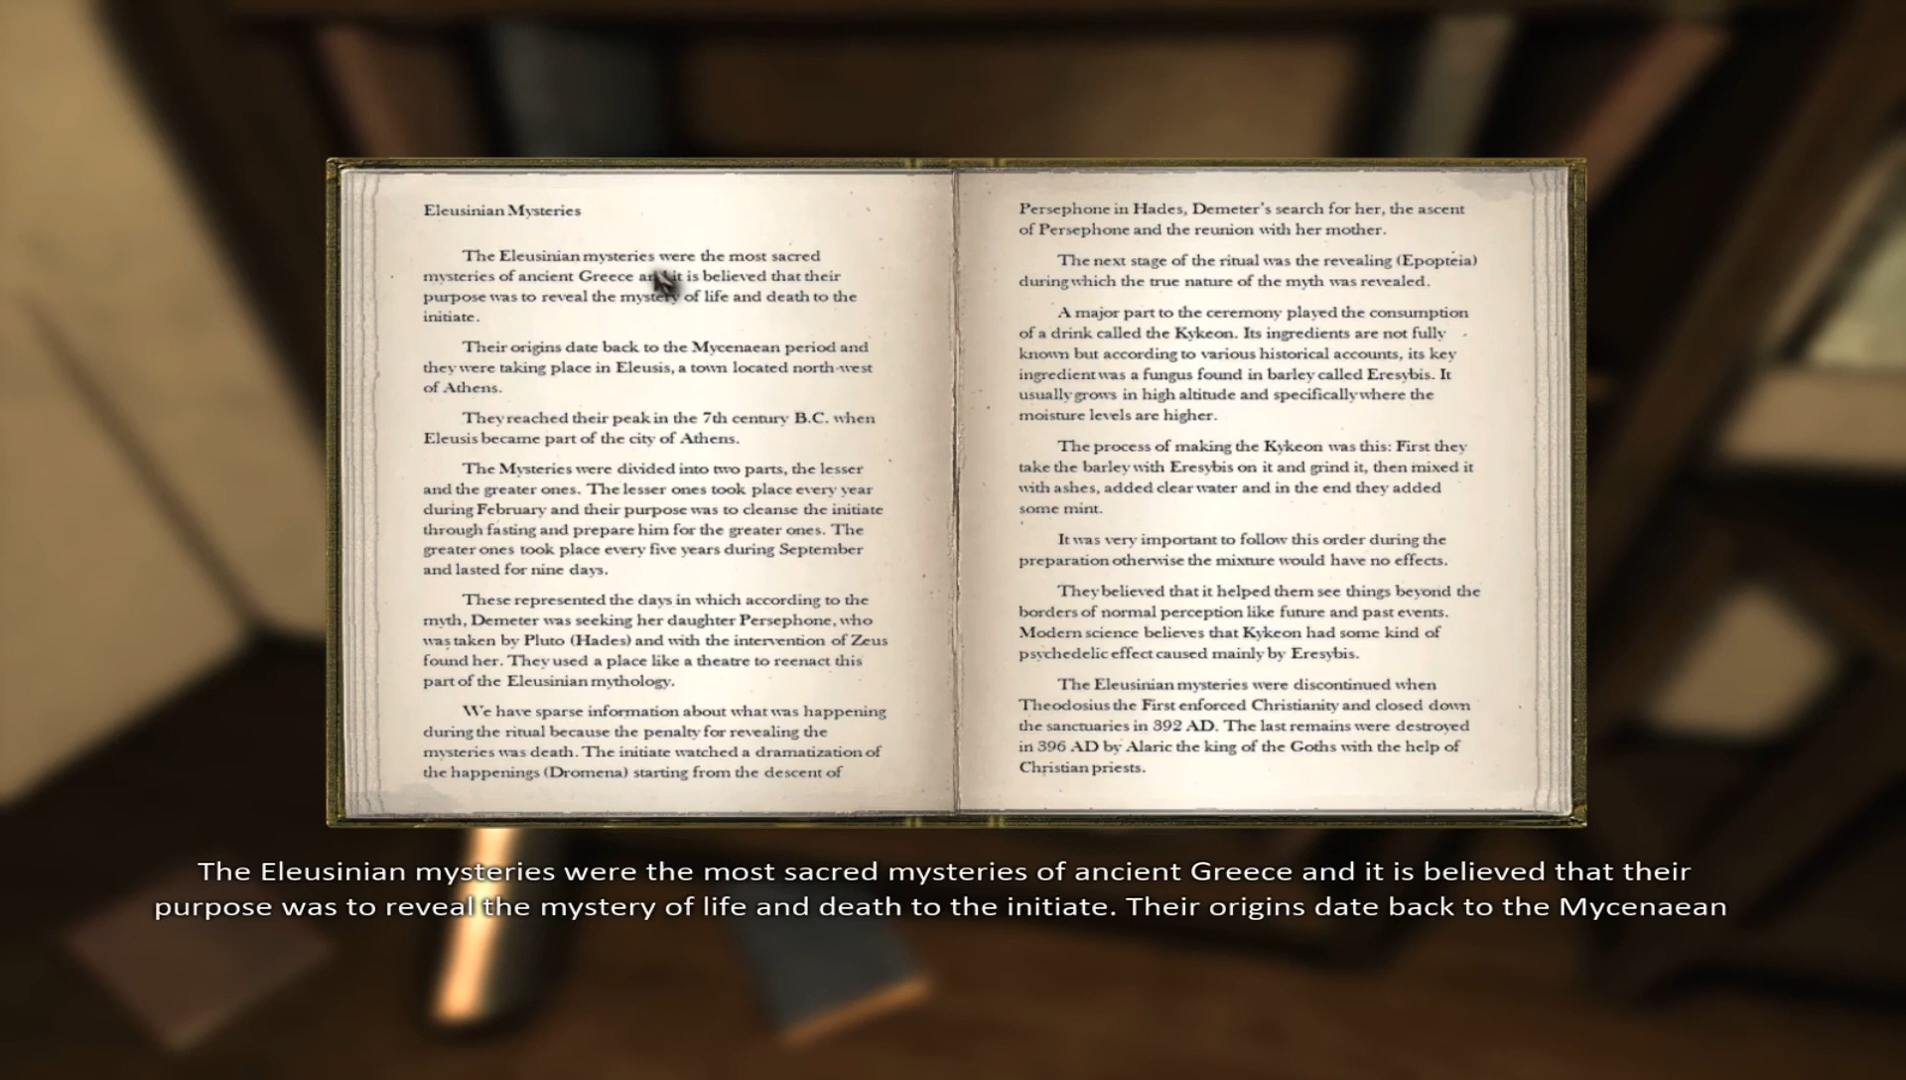 Eleusinian Mysteries
The Eleusinian mysteries were the most sacred
mysteries of ancient Greece and it is believed that their
purpose was to reveal the mystery of life and death to the
initiate.
Their origins date back to the Mycenaean period and
they were taking place in Eleusis, a town located north-west
of Athens.
They reached their peak in the 7th century B.C. when
Eleusis became part of the city of Athens.
The Mysteries were divided into two parts, the lesser
and the greater ones. The lesser ones took place every year
during February and their purpose was to cleanse the initiate
through fasting and prepare him for the greater ones. The
greater ones took place every five years during September
and lasted for nine days.
These represented the days in which according to the
myth, Demeter was seeking her daughter Persephone, who
was taken by Pluto (Hades) and with the intervention of Zeus
found her. They used a place like a theatre to reenact this
part of the Eleusinian mythology.
We have sparse information about what was happening
during the ritual because the penalty for revealing the
mysteries was death. The initiate watched a dramatization of
the happenings (Dromena) starting from the descent of
Persephone in Hades, Demeter's search for her, the ascent
of Persephone and the reunion with her mother.
The next stage of the ritual was the revealing (Epopteia)
during which the true nature of the myth was revealed.
A major part to the ceremony played the consumption
of a drink called the Kykeon. Its ingredients are not fully
known but according to various historical accounts, its key
ingredient was a fungus found in barley called Eresybis. It
usually grows in high altitude and specifically where the
moisture levels are higher.
The process of making the Kykeon was this: First they
take the barley with Eresybis on it and grind it, then mixed it
with ashes, added clear water and in the end they added
some mint.
It was very important to follow this order during the
preparation otherwise the mixture would have no effects.
They believed that it helped them see things beyond the
borders of normal perception like future and past events.
Modern science believes that Kykeon had some kind of
psychedelic effect caused mainly by Eresybis.
The Eleusinian mysteries were discontinued when
Theodosius the First enforced Christianity and closed down
the sanctuaries in 392 AD. The last remains were destroyed
in 396 AD by Alaric the king of the Goths with the help of
Christian priests.
The Eleusinian mysteries were the most sacred mysteries of ancient Greece and it is believed that their
purpose was to reveal the mystery of life and death to the initiate. Their origins date back to the Mycenaean